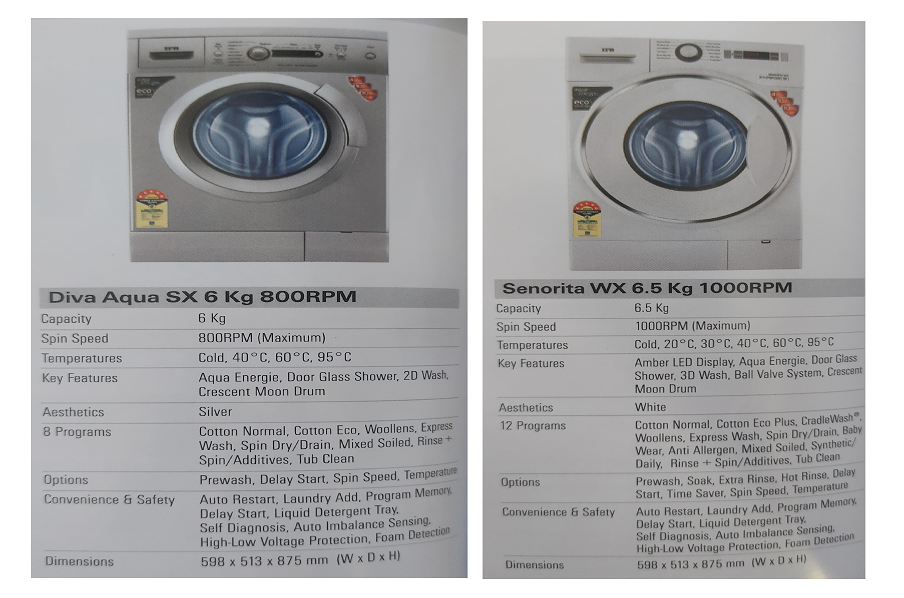 IFB
eco
Diva Aqua SX 6 Kg 800RPM
Capacity 6 Kg
Spin Speed 800RPM (Maximum)
Temperatures Cold, 40°C, 60°C, 95°C
Key Features Aqua Energie, Door Glass Shower, 2D Wash,
Crescent Moon Drum
Aesthetics Silver
8 Programs Cotton Normal, Cotton Eco, Woollens, Express
Wash, Spin Dry/Drain, Mixed Soiled, Rinse +
Spin/Additives, Tub Clean
Options Prewash, Delay Start, Spin Speed, Temperature
Convenience & Safety Auto Restart, Laundry Add, Program Memory,
Delay Start, Liquid Detergent Tray,
Self Diagnosis, Auto Imbalance Sensing,
High-Low Voltage Protection, Foam Detection
Dimensions 598 x 513 x 875 mm (W x D x H)
IFB
eco
Senorita WX 6.5 Kg 1000RPM
Capacity 6.5 Kg
Spin Speed 1000RPM (Maximum)
Temperatures Cold, 20°C, 30°C, 40°C, 60°C, 95°C
Key Features Amber LED Display, Aqua Energie, Door Glass
Shower, 3D Wash, Ball Valve System, Crescent
Moon Drum
Aesthetics White
12 Programs Cotton Normal, Cotton Eco Plus, CradleWash®,
Woollens, Express Wash, Spin Dry/Drain, Baby
Wear, Anti Allergen, Mixed Soiled, Synthetic/
Daily, Rinse + Spin/Additives, Tub Clean
Options Prewash, Soak, Extra Rinse, Hot Rinse, Delay
Start, Time Saver, Spin Speed, Temperature
Convenience & Safety Auto Restart, Laundry Add, Program Memory,
Delay Start, Liquid Detergent Tray,
Self Diagnosis, Auto Imbalance Sensing,
High-Low Voltage Protection, Foam Detection
Dimensions 598 x 513 x 875 mm (W x D x H)